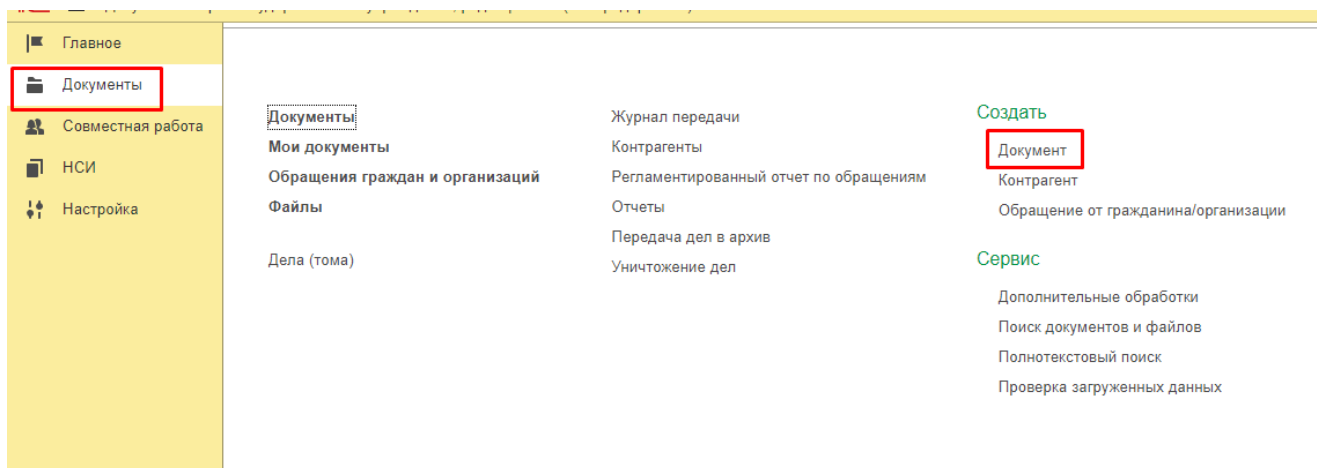 Главное
Документы
Совместная работа
НСИ
Настройка
Документы
Мои документы
Обращения граждан и организаций
Файлы
Дела (тома)
Журнал передачи
Контрагенты
Регламентированный отчет по обращениям
Отчеты
Передача дел в архив
Уничтожение дел
Создать
Документ
Контрагент
Обращение от гражданина/организации
Сервис
Дополнительные обработки
Поиск документов и файлов
Полнотекстовый поиск
Проверка загруженных данных